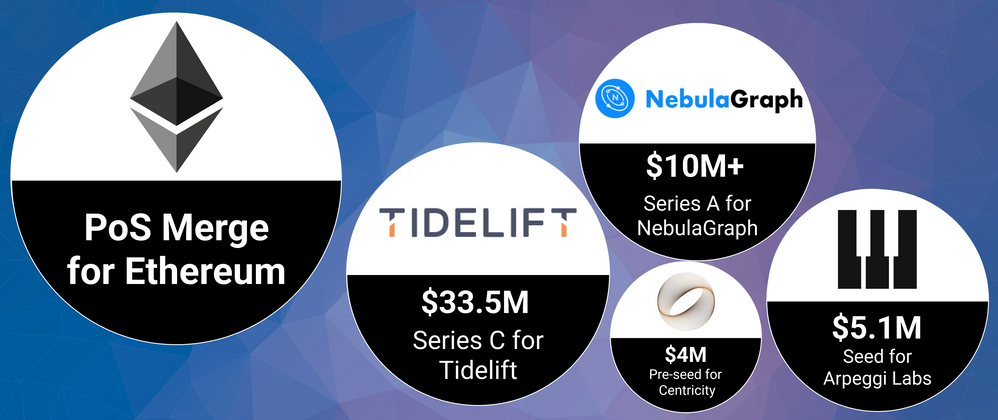 PoS Merge
for Ethereum
TIDELIFT
$33.5M
Series C for
Tidelift
NebulaGraph
$10M+
Series A for
NebulaGraph
$4M
Pre-seed for
Centricity
$5.1M
Seed for
Arpeggi Labs